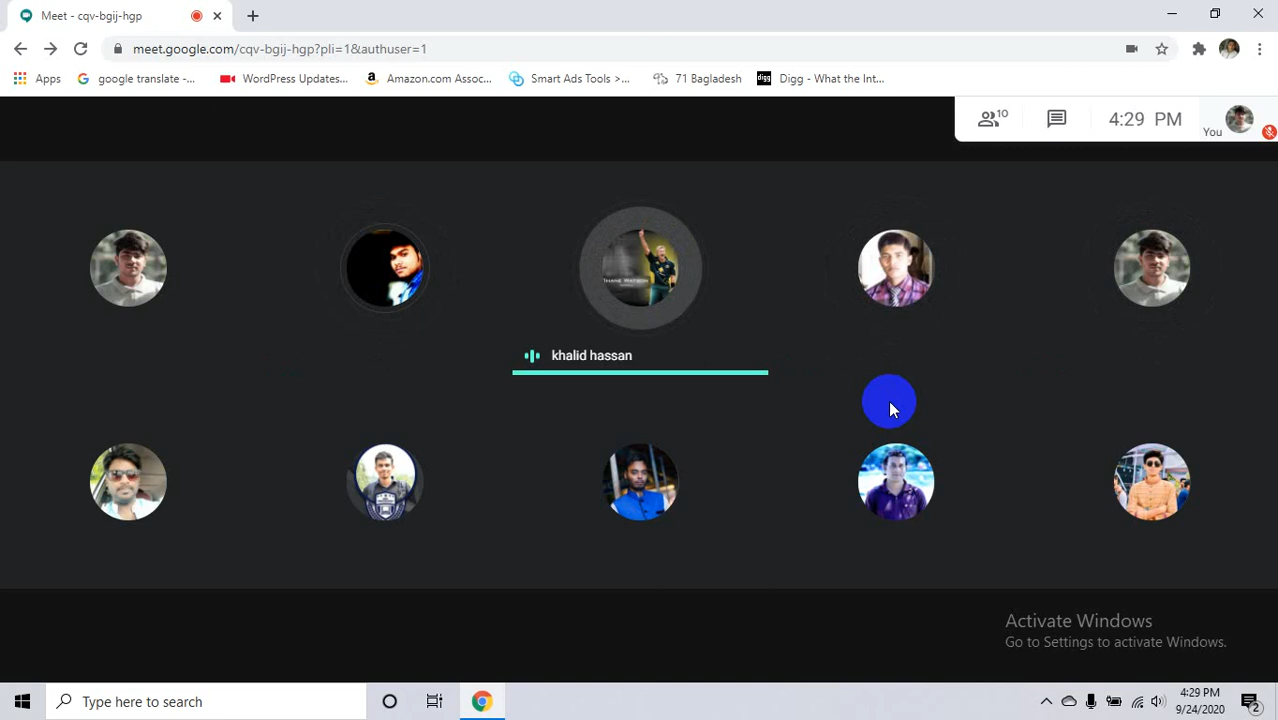 Meet - cqv-bgij-hgp
meet.google.com/cqv-bgij-hgp?pli=1&authuser=1
Apps google translate -... WordPress Updates... Amazon.com Assoc... Smart Ads Tools >... 71 Bagladesh digg Digg - What the Int...
10 4:29 PM You
THANE WATSON
khalid hassan
Activate Windows
Go to Settings to activate Windows.
Type here to search
4:29 PM
9/24/2020
2